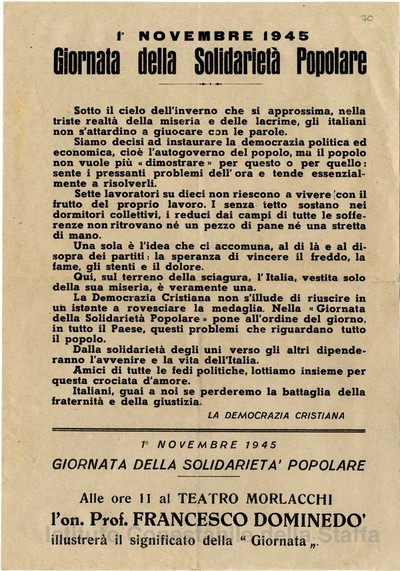 70
1° NOVEMBRE 1945
Giornata della Solidarietà Popolare
Sotto il cielo dell'inverno che si approssima, nella
triste realtà della miseria e delle lacrime, gli italiani
non s'attardino a giuocare con le parole.
Siamo decisi ad instaurare la democrazia politica ed
economica, cioè l'autogoverno del popolo, ma il popolo
non vuole più « dimostrare » per questo o per quello:
sente i pressanti problemi dell'ora e tende essenzial-
mente a risolverli.
Sette lavoratori su dieci non riescono a vivere con il
frutto del proprio lavoro. I senza tetto sostano nei
dormitori collettivi, i reduci dai campi di tutte le soffe-
renze non ritrovano né un pezzo di pane né una stretta
di mano.
Una sola è l'idea che ci accomuna, al di là e al di-
sopra dei partiti: la speranza di vincere il freddo, la
fame, gli stenti e il dolore.
Qui, sul terreno della sciagura, l'Italia, vestita solo
della sua miseria, è veramente una.
La Democrazia Cristiana non s'illude di riuscire in
un istante a rovesciare la medaglia. Nella « Giornata
della Solidarietà Popolare » pone all'ordine del giorno,
in tutto il Paese, questi problemi che riguardano tutto
il popolo.
Dalla solidarietà degli uni verso gli altri dipende-
ranno l'avvenire e la vita dell'Italia.
Amici di tutte le fedi politiche, lottiamo insieme per
questa crociata d'amore.
Italiani, guai a noi se perderemo la battaglia della
fraternità e della giustizia.
LA DEMOCRAZIA CRISTIANA
1° NOVEMBRE 1945
GIORNATA DELLA SOLIDARIETA' POPOLARE
Alle ore 11 al TEATRO MORLACCHI
l'on. Prof. FRANCESCO DOMINEDO'
illustrerà il significato della "Giornata„.